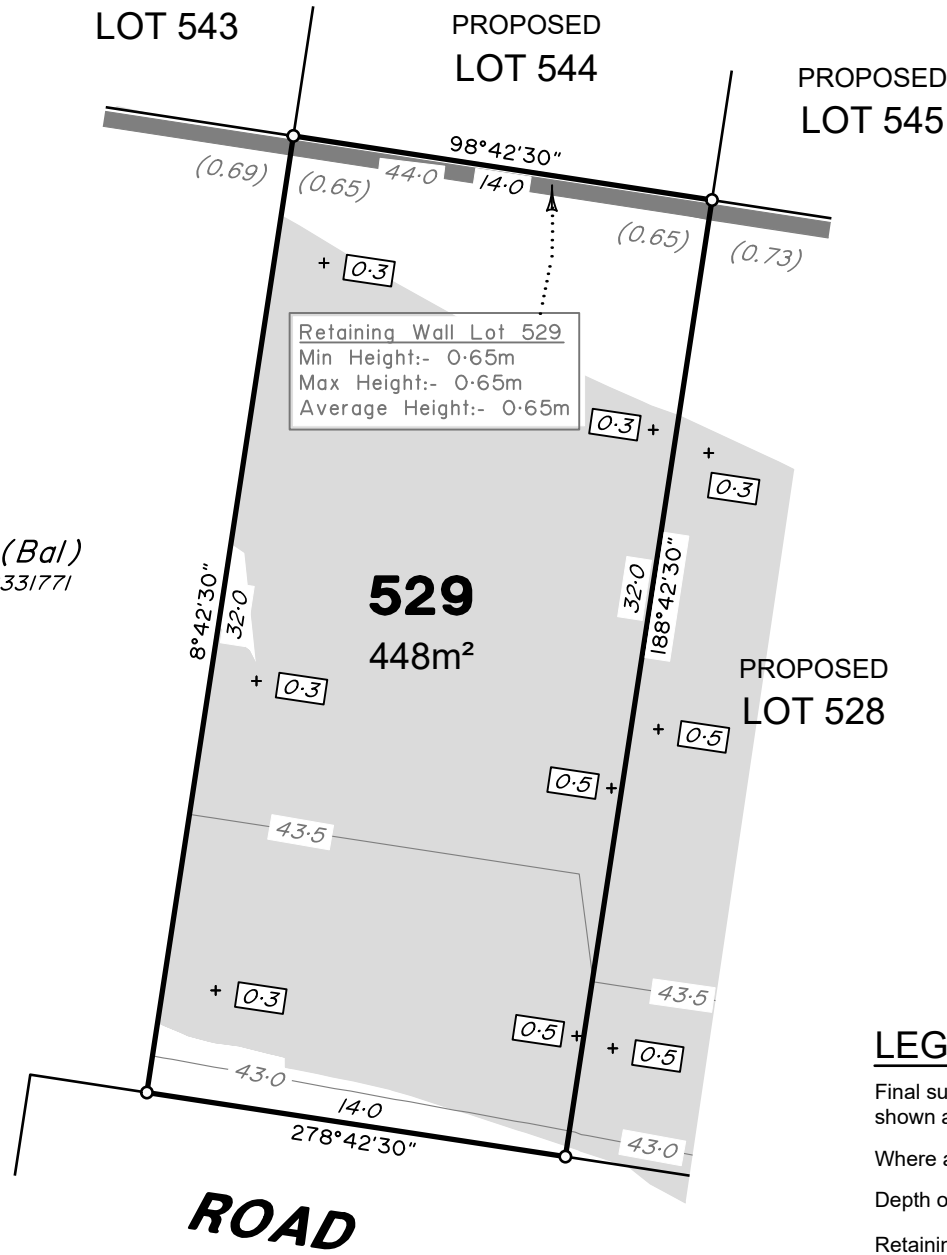 LOT 543
PROPOSED
LOT 544
PROPOSED
LOT 545
98°42'30"
(0.69)
(0.65)
44·0
14·0
(0.65)
(0.73)
0·3
Retaining Wall Lot 529
Min Height:- 0·65m
Max Height:- 0·65m
Average Height:- 0·65m
0·3
0·3
(Bal)
331771
8°42'30"
32·0
529
448m²
32·0
188°42'30"
PROPOSED
LOT 528
0·3
0·5
0·5
43·5
0·3
43·5
0·5
0·5
43·0
14·0
278°42'30"
43·0
ROAD
LEG
Final su
shown a
Where a
Depth o
Retainin